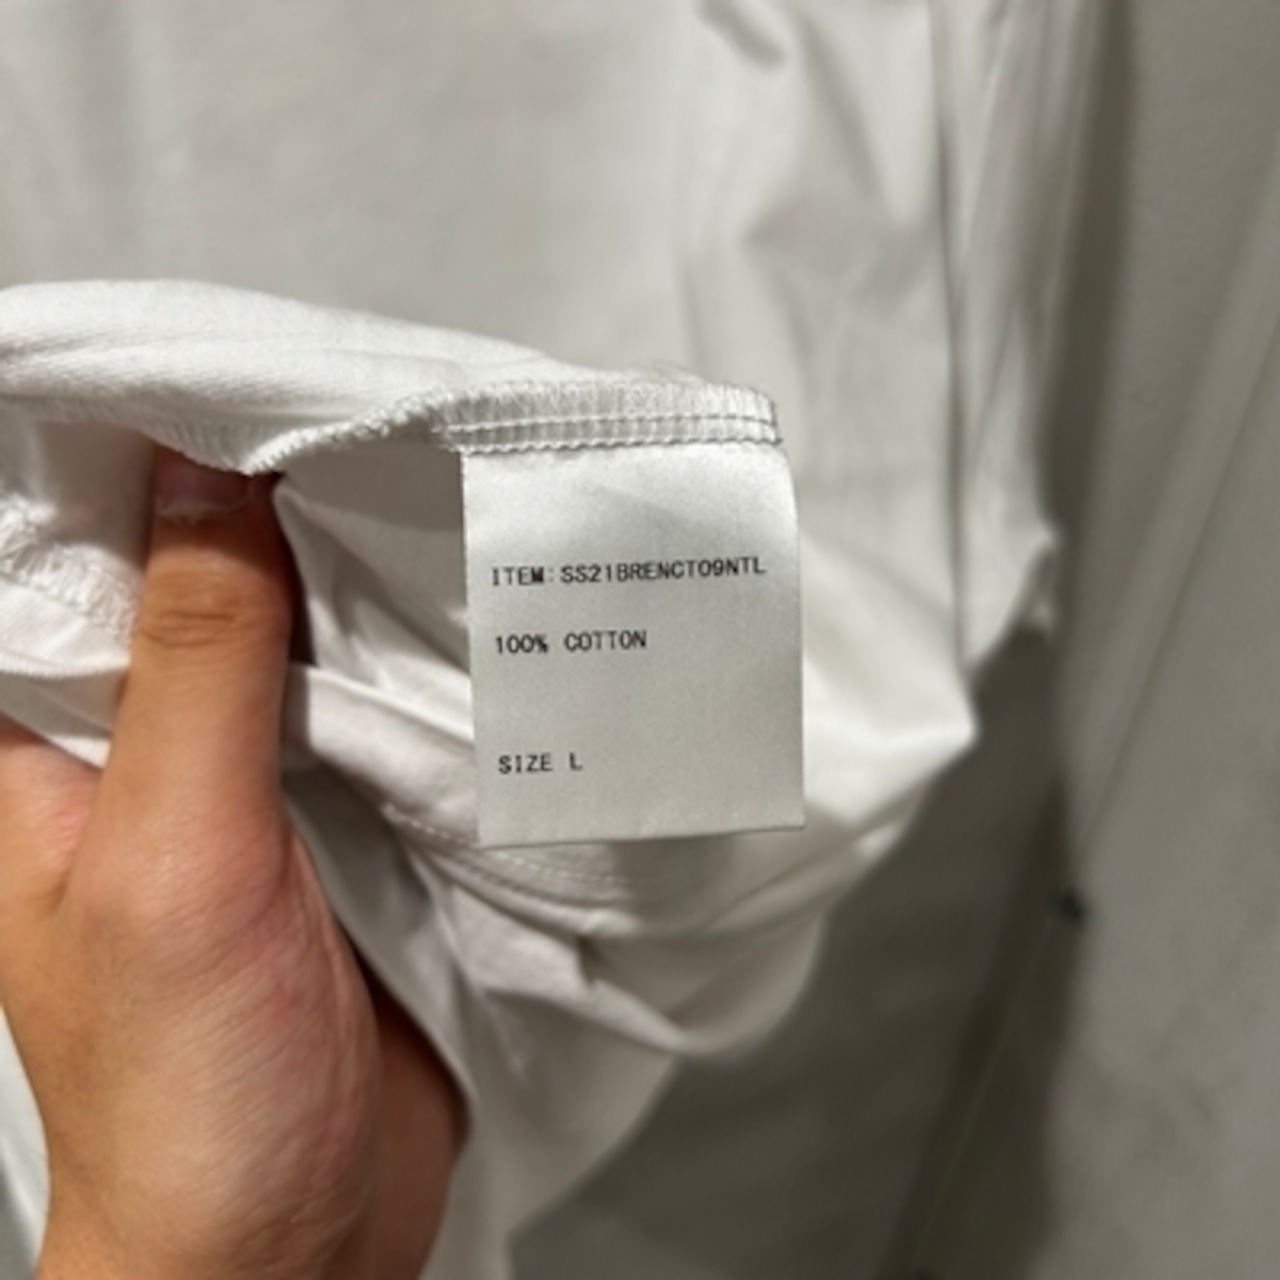 ITEM:SS21BRENCT09NTL
100% COTTON
SIZE L